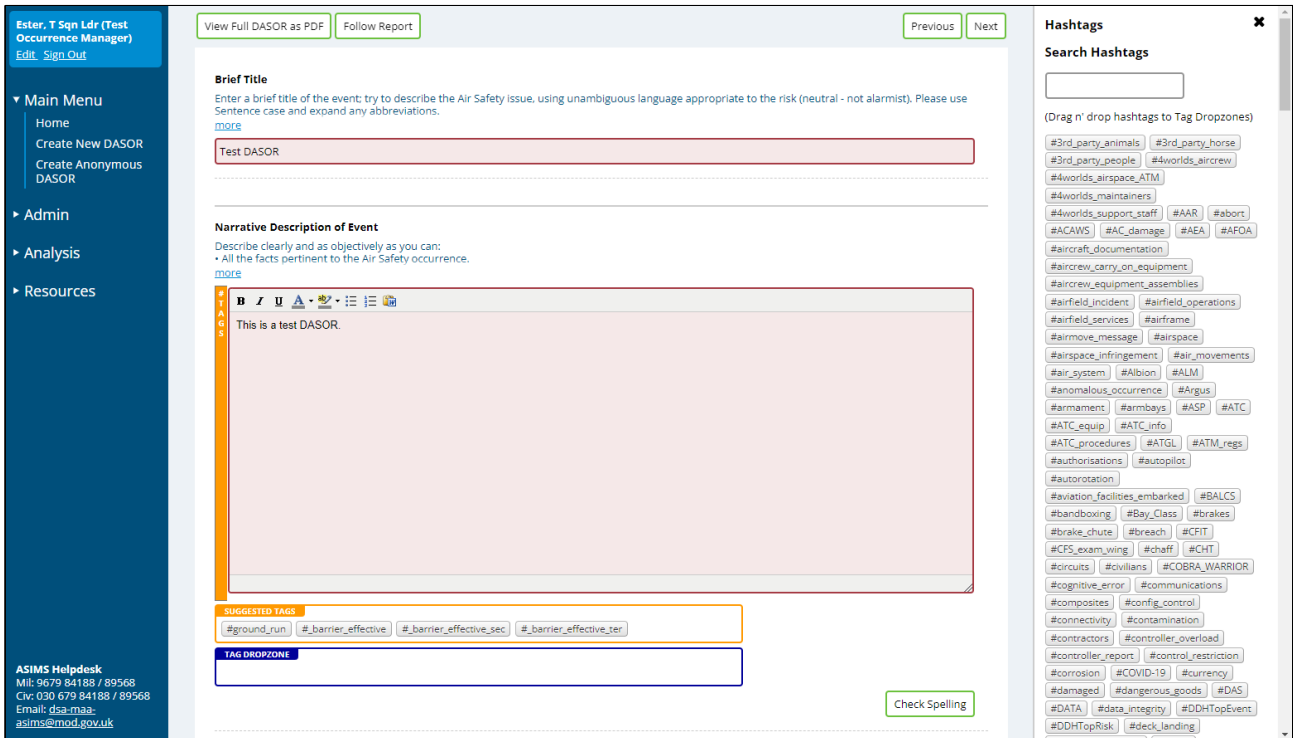 Ester, T Sqn Ldr (Test
Occurrence Manager)
Edit Sign Out
Main Menu
Home
Create New DASOR
Create Anonymous
DASOR
Admin
Analysis
Resources
ASIMS Helpdesk
Mil: 9679 84188 / 89568
Civ: 030 679 84188 / 89568
Email: dsa-maa-
asims@mod.gov.uk
View Full DASOR as PDF Follow Report Previous Next
Brief Title
Enter a brief title of the event; try to describe the Air Safety issue, using unambiguous language appropriate to the risk (neutral - not alarmist). Please use
Sentence case and expand any abbreviations.
more
Test DASOR
Narrative Description of Event
Describe clearly and as objectively as you can:
• All the facts pertinent to the Air Safety occurrence.
more
#TAGS
B I U A ab
This is a test DASOR.
SUGGESTED TAGS
#ground_run #_barrier_effective #_barrier_effective_sec #_barrier_effective_ter
TAG DROPZONE
Check Spelling
Hashtags
Search Hashtags
(Drag n' drop hashtags to Tag Dropzones)
#3rd_party_animals #3rd_party_horse
#3rd_party_people #4worlds_aircrew
#4worlds_airspace_ATM
#4worlds_maintainers
#4worlds_support_staff #AAR #abort
#ACAWS #AC_damage #AEA #AFOA
#aircraft_documentation
#aircrew_carry_on_equipment
#aircrew_equipment_assemblies
#airfield_incident #airfield_operations
#airfield_services #airframe
#airmove_message #airspace
#airspace_infringement #air_movements
#air_system #Albion #ALM
#anomalous_occurrence #Argus
#armament #armbays #ASP #ATC
#ATC_equip #ATC_info
#ATC_procedures #ATGL #ATM_regs
#authorisations #autopilot
#autorotation
#aviation_facilities_embarked #BALCS
#bandboxing #Bay_Class #brakes
#brake_chute #breach #CFIT
#CFS_exam_wing #chaff #CHT
#circuits #civilians #COBRA_WARRIOR
#cognitive_error #communications
#composites #config_control
#connectivity #contamination
#contractors #controller_overload
#controller_report #control_restriction
#corrosion #COVID-19 #currency
#damaged #dangerous_goods #DAS
#DATA #data_integrity #DDHTopEvent
#DDHTopRisk #deck_landing